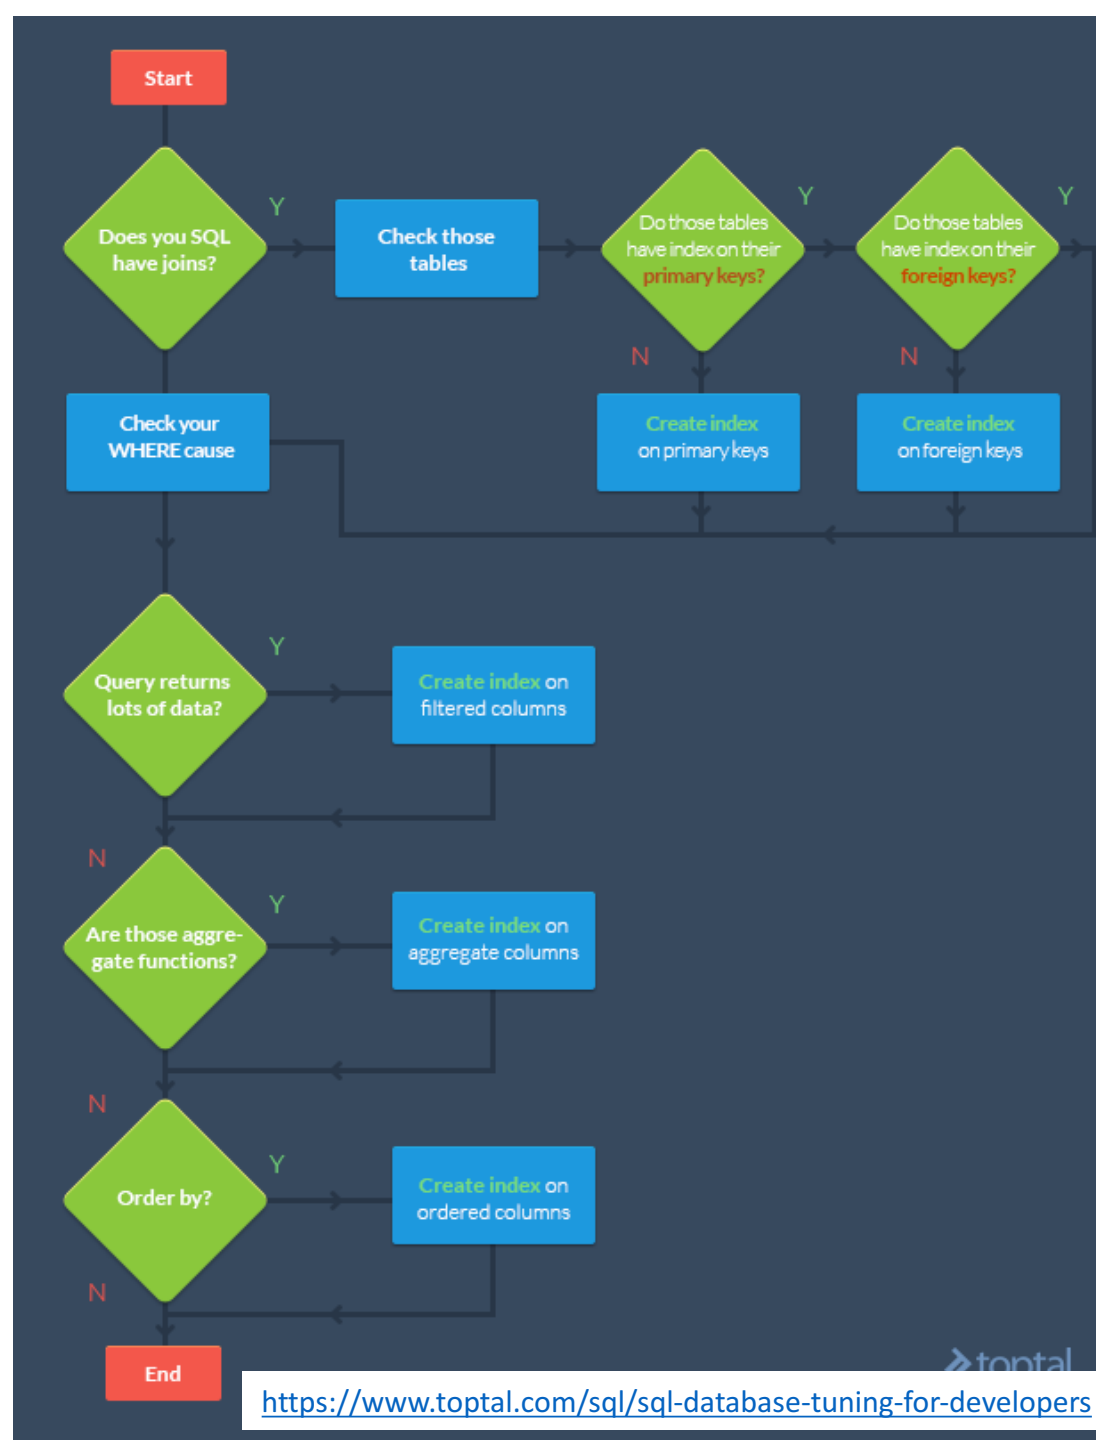 Start
Does you SQL
have joins?
Y
Check those
tables
Do those tables
have index on their
primary keys?
Y
Do those tables
have index on their
foreign keys?
Y
N
N
Check your
WHERE cause
Create index
on primary keys
Create index
on foreign keys
Query returns
lots of data?
Y
Create index on
filtered columns
N
Are those aggre-
gate functions?
Y
Create index on
aggregate columns
N
Order by?
Y
Create index on
ordered columns
N
End
toptal
https://www.toptal.com/sql/sql-database-tuning-for-developers